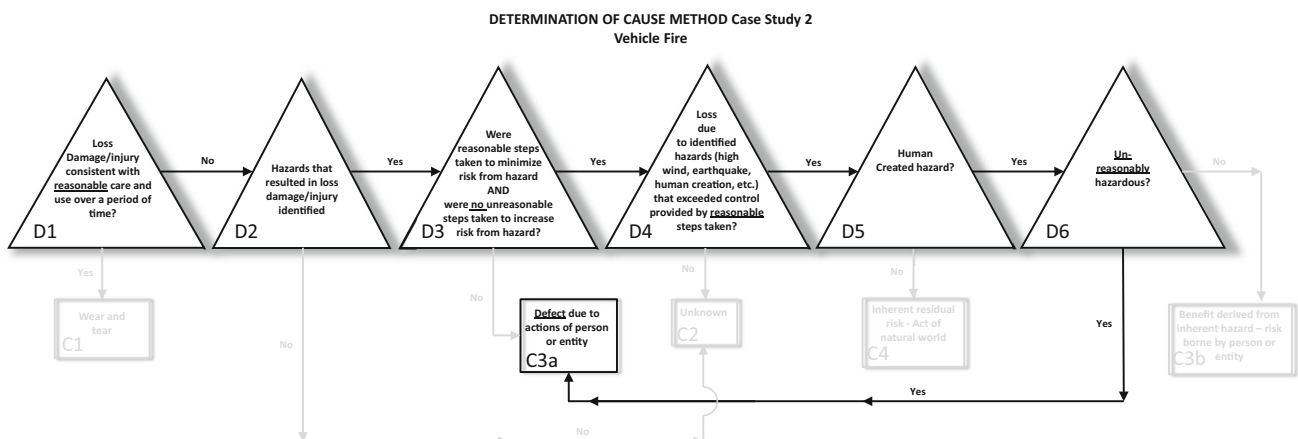 DETERMINATION OF CAUSE METHOD Case Study 2
Vehicle Fire
Loss
Damage/injury
consistent with
reasonable care and
use over a period of
time?
D1
No
Hazards that
resulted in loss
damage/injury
identified
D2
Yes
Were
reasonable steps
taken to minimize
risk from hazard
AND
were no unreasonable
steps taken to increase
risk from hazard?
D3
Yes
Loss
due
to identified
hazards (high
wind, earthquake,
human creation, etc.)
that exceeded control
provided by reasonable
steps taken?
D4
Yes
Human
Created hazard?
D5
Yes
Un-
reasonably
hazardous?
D6
No
Yes
Wear and
tear
C1
No
No
Defect due to
actions of person
or entity
C3a
No
Unknown
C2
No
Inherent residual
risk - Act of
natural world
C4
Yes
Benefit derived from
inherent hazard – risk
borne by person or
entity
C3b
Yes
No